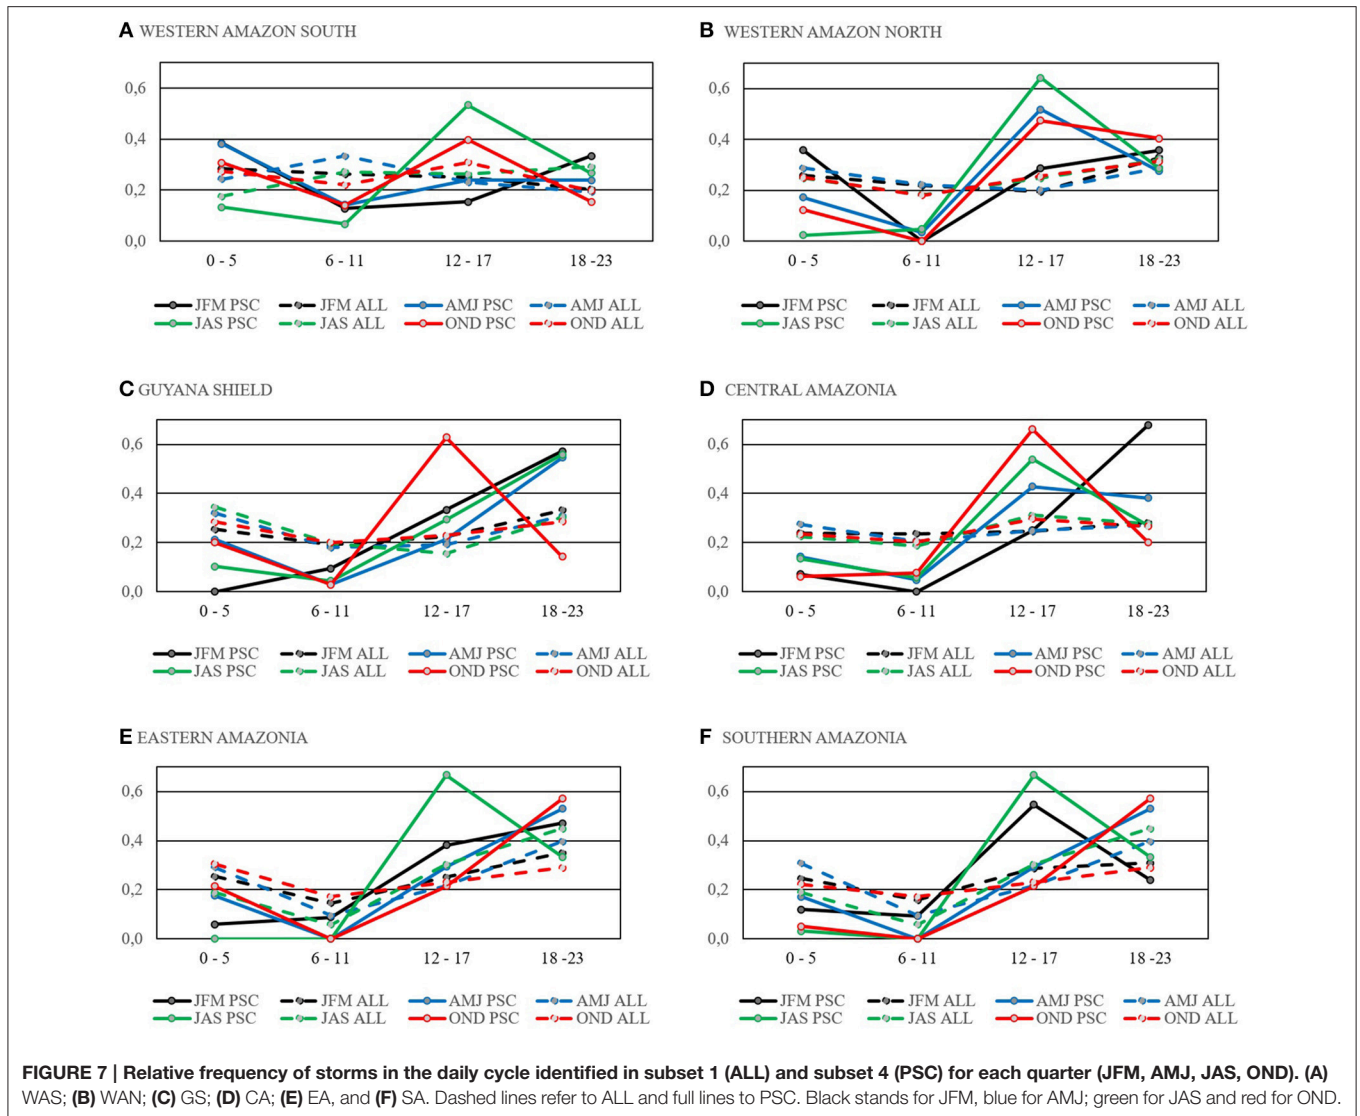 A WESTERN AMAZON SOUTH
0,6
0,4
0,2
0,0
0 - 5 6 - 11 12 - 17 18 -23
JFM PSC JFM ALL AMJ PSC AMJ ALL
JAS PSC JAS ALL OND PSC OND ALL
B WESTERN AMAZON NORTH
0,6
0,4
0,2
0,0
0 - 5 6 - 11 12 - 17 18 -23
JFM PSC JFM ALL AMJ PSC AMJ ALL
JAS PSC JAS ALL OND PSC OND ALL
C GUYANA SHIELD
0,6
0,4
0,2
0,0
0 - 5 6 - 11 12 - 17 18 -23
JFM PSC JFM ALL AMJ PSC AMJ ALL
JAS PSC JAS ALL OND PSC OND ALL
D CENTRAL AMAZONIA
0,6
0,4
0,2
0,0
0 - 5 6 - 11 12 - 17 18 -23
JFM PSC JFM ALL AMJ PSC AMJ ALL
JAS PSC JAS ALL OND PSC OND ALL
E EASTERN AMAZONIA
0,6
0,4
0,2
0,0
0 - 5 6 - 11 12 - 17 18 -23
JFM PSC JFM ALL AMJ PSC AMJ ALL
JAS PSC JAS ALL OND PSC OND ALL
F SOUTHERN AMAZONIA
0,6
0,4
0,2
0,0
0 - 5 6 - 11 12 - 17 18 -23
JFM PSC JFM ALL AMJ PSC AMJ ALL
JAS PSC JAS ALL OND PSC OND ALL
FIGURE 7 | Relative frequency of storms in the daily cycle identified in subset 1 (ALL) and subset 4 (PSC) for each quarter (JFM, AMJ, JAS, OND). (A)
WAS; (B) WAN; (C) GS; (D) CA; (E) EA, and (F) SA. Dashed lines refer to ALL and full lines to PSC. Black stands for JFM, blue for AMJ; green for JAS and red for OND.